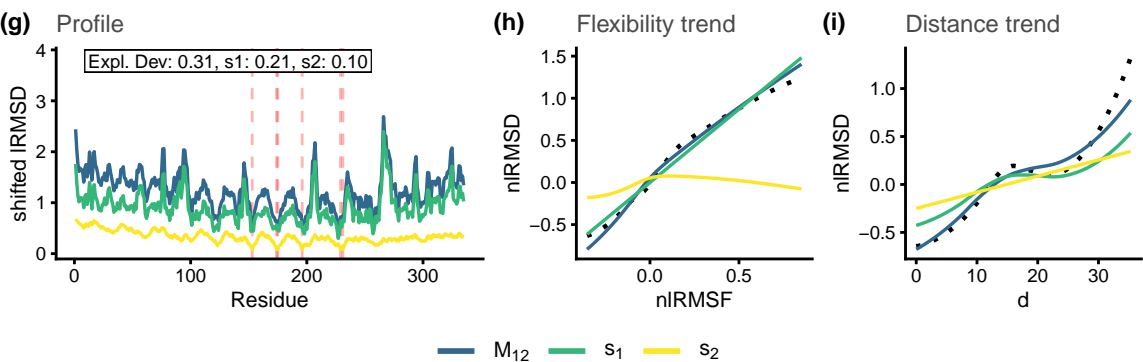 (g) Profile
Expl. Dev: 0.31, s1: 0.21, s2: 0.10
shifted lRMSD
4
3
2
1
0
0 100 200 300
Residue
(h) Flexibility trend
nlRMSD
1.5
1.0
0.5
0.0
−0.5
0.0 0.5
nlRMSF
(i) Distance trend
nlRMSD
1.0
0.5
0.0
−0.5
0 10 20 30
d
M12 s1 s2